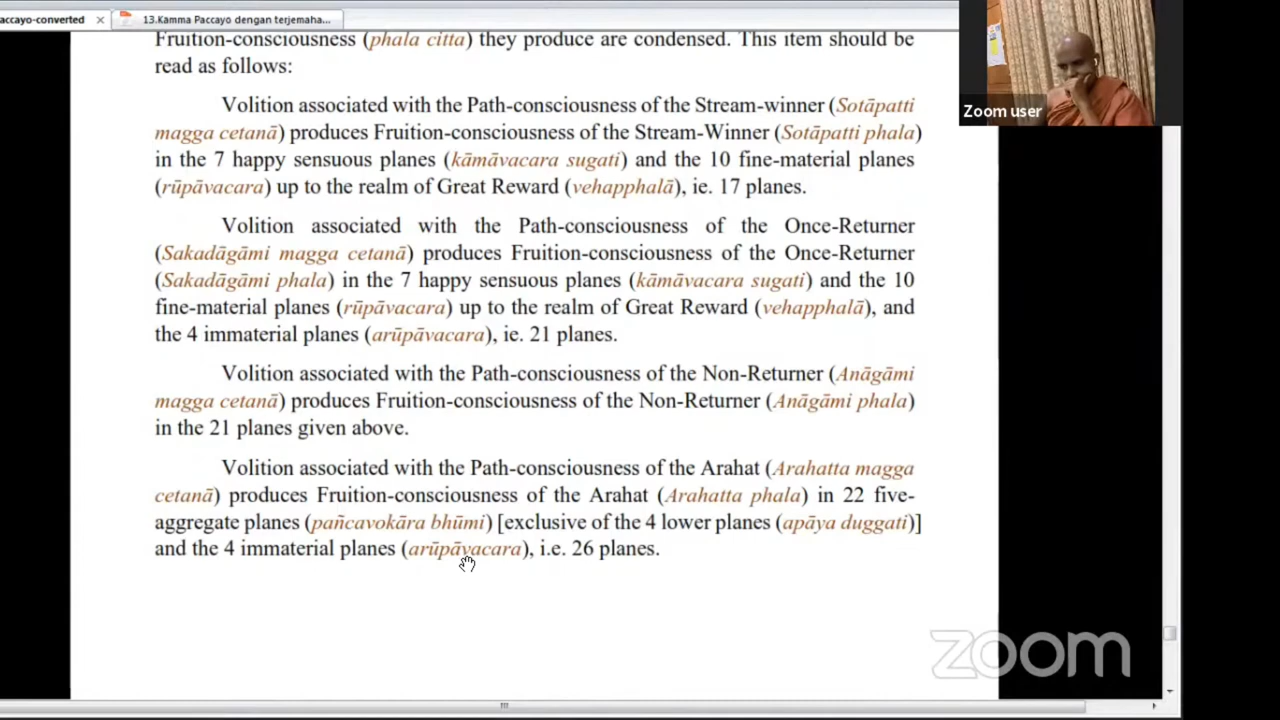 accayo-converted
13.Kamma Paccayo dengan terjemaha...
Fruition-consciousness (phala citta) they produce are condensed. This item should be
read as follows:
Zoom user
Volition associated with the Path-consciousness of the Stream-winner (Sotāpatti
magga cetanā) produces Fruition-consciousness of the Stream-Winner (Sotāpatti phala)
in the 7 happy sensuous planes (kāmāvacara sugati) and the 10 fine-material planes
(rūpāvacara) up to the realm of Great Reward (vehapphalā), ie. 17 planes.
Volition associated with the Path-consciousness of the Once-Returner
(Sakadāgāmi magga cetanā) produces Fruition-consciousness of the Once-Returner
(Sakadāgāmi phala) in the 7 happy sensuous planes (kāmāvacara sugati) and the 10
fine-material planes (rūpāvacara) up to the realm of Great Reward (vehapphalā), and
the 4 immaterial planes (arūpāvacara), ie. 21 planes.
Volition associated with the Path-consciousness of the Non-Returner (Anāgāmi
magga cetanā) produces Fruition-consciousness of the Non-Returner (Anāgāmi phala)
in the 21 planes given above.
Volition associated with the Path-consciousness of the Arahat (Arahatta magga
cetanā) produces Fruition-consciousness of the Arahat (Arahatta phala) in 22 five-
aggregate planes (pañcavokāra bhūmi) [exclusive of the 4 lower planes (apāya duggati)]
and the 4 immaterial planes (arūpāvacara), i.e. 26 planes.
zoom